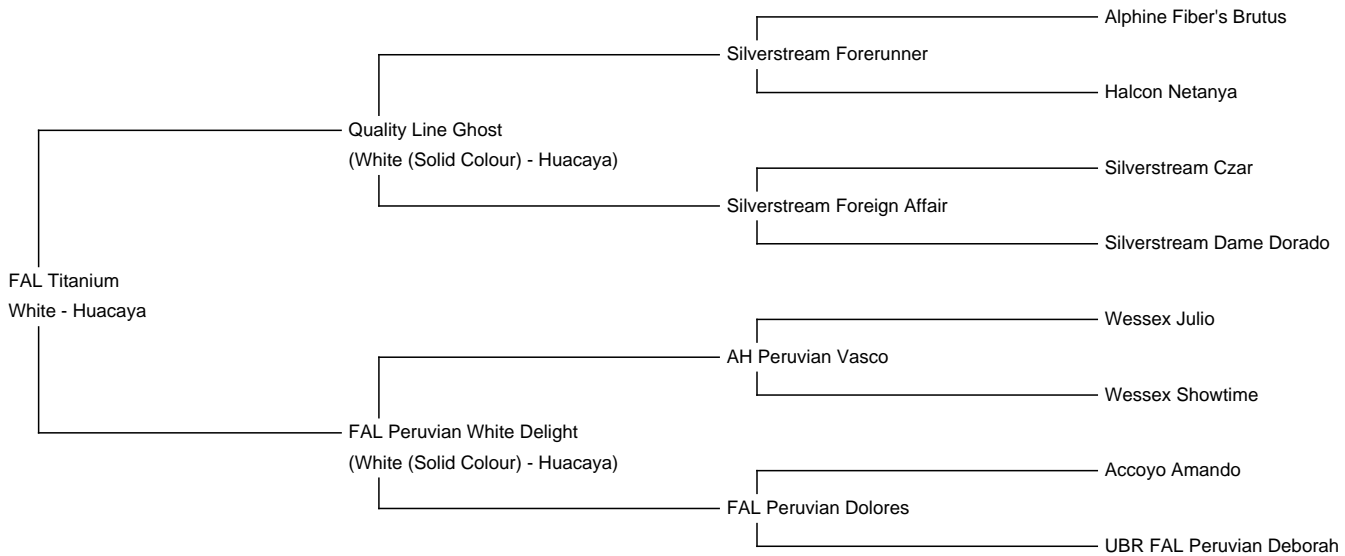 Alphine Fiber's Brutus
Silverstream Forerunner
Halcon Netanya
Quality Line Ghost
(White (Solid Colour) - Huacaya)
Silverstream Czar
Silverstream Foreign Affair
Silverstream Dame Dorado
FAL Titanium
White - Huacaya
Wessex Julio
AH Peruvian Vasco
Wessex Showtime
FAL Peruvian White Delight
(White (Solid Colour) - Huacaya)
Accoyo Amando
FAL Peruvian Dolores
UBR FAL Peruvian Deborah